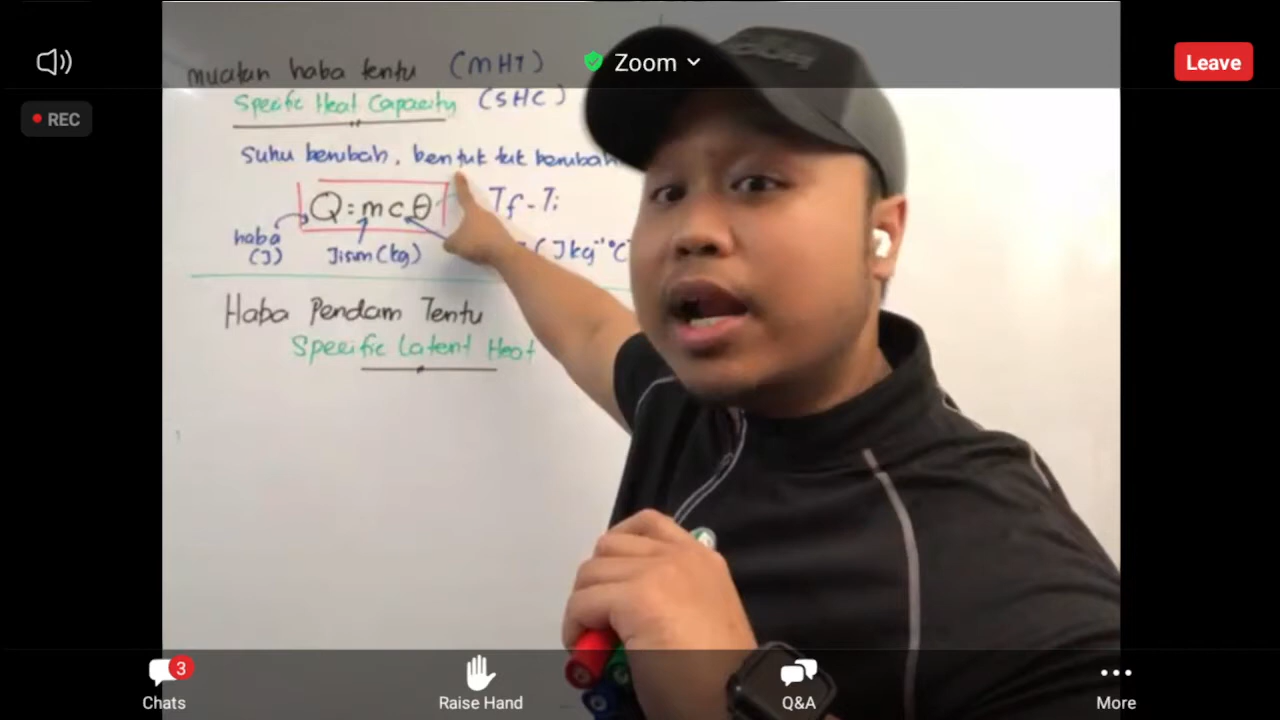 Zoom
Leave
REC
muatan haba tentu (MHT)
Specific Heat Capacity (SHC)
suhu berubah, bentuk tak berubah
Q = mcθ
Tf - Ti
haba
(J)
Jisim (kg)
(Jkg⁻¹°C
Haba Pendam Tentu
Specific Latent Heat
3
Chats
Raise Hand
Q&A
More